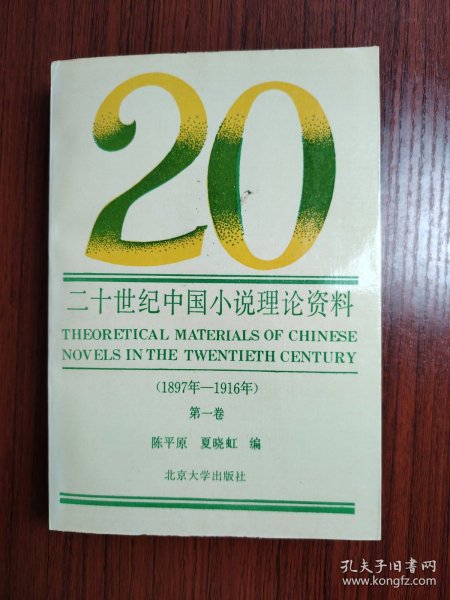 20
二十世纪中国小说理论资料
THEORETICAL MATERIALS OF CHINESE
NOVELS IN THE TWENTIETH CENTURY
(1897年—1916年)
第一卷
陈平原 夏晓虹 编
北京大学出版社
孔夫子旧书网
www.kongfz.com